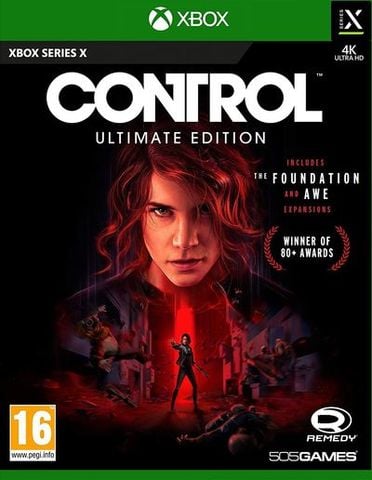 XBOX
SERIES X
XBOX SERIES X
4K
ULTRA HD
CONTROL™
ULTIMATE EDITION
INCLUDES
THE FOUNDATION
AND AWE
EXPANSIONS
WINNER OF
80+ AWARDS
16
www.pegi.info
REMEDY
505GAMES